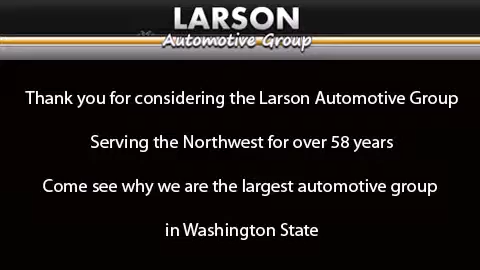 LARSON
Automotive Group
Thank you for considering the Larson Automotive Group
Serving the Northwest for over 58 years
Come see why we are the largest automotive group
in Washington State